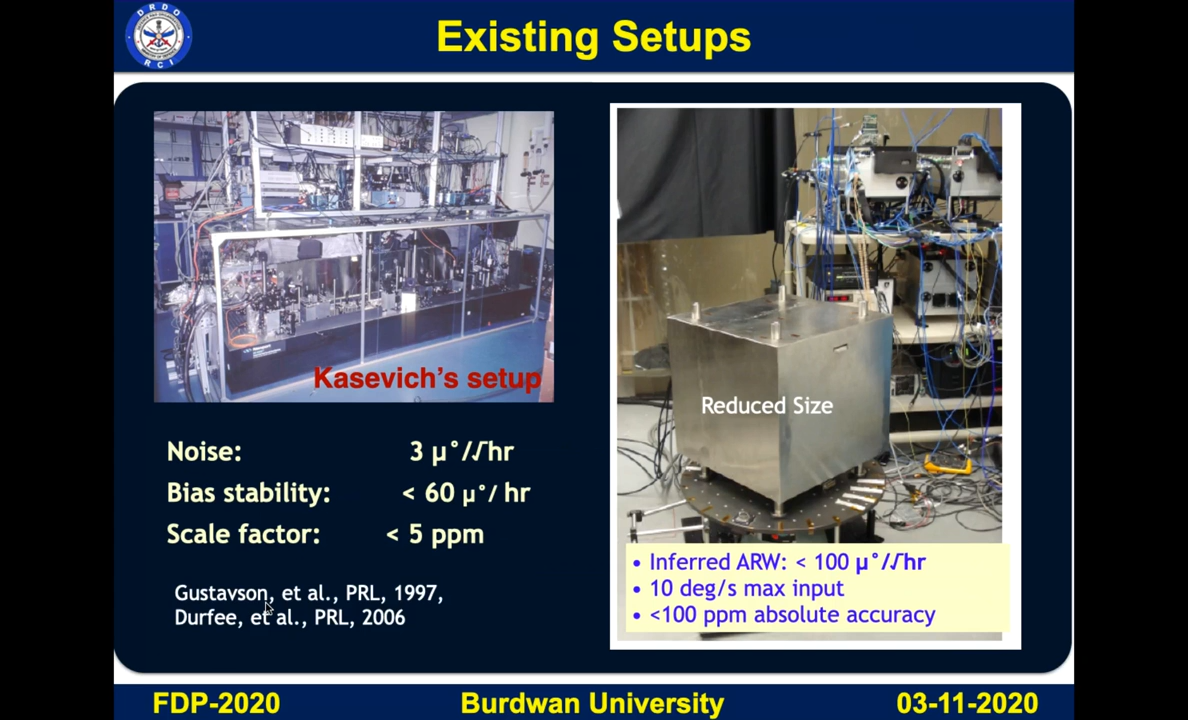 DRDO
RCI
Existing Setups
Kasevich's setup
Noise: 3 µ°/√hr
Bias stability: < 60 µ°/ hr
Scale factor: < 5 ppm
Gustavson, et al., PRL, 1997,
Durfee, et al., PRL, 2006
Reduced Size
• Inferred ARW: < 100 µ°/√hr
• 10 deg/s max input
• <100 ppm absolute accuracy
FDP-2020 Burdwan University 03-11-2020